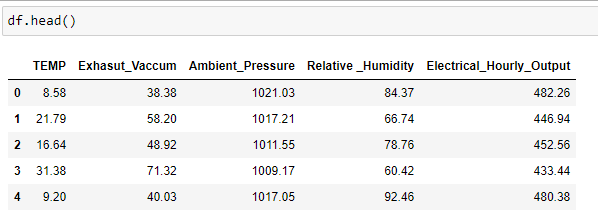 df.head()
TEMP Exhasut_Vaccum Ambient_Pressure Relative _Humidity Electrical_Hourly_Output
0 8.58 38.38 1021.03 84.37 482.26
1 21.79 58.20 1017.21 66.74 446.94
2 16.64 48.92 1011.55 78.76 452.56
3 31.38 71.32 1009.17 60.42 433.44
4 9.20 40.03 1017.05 92.46 480.38